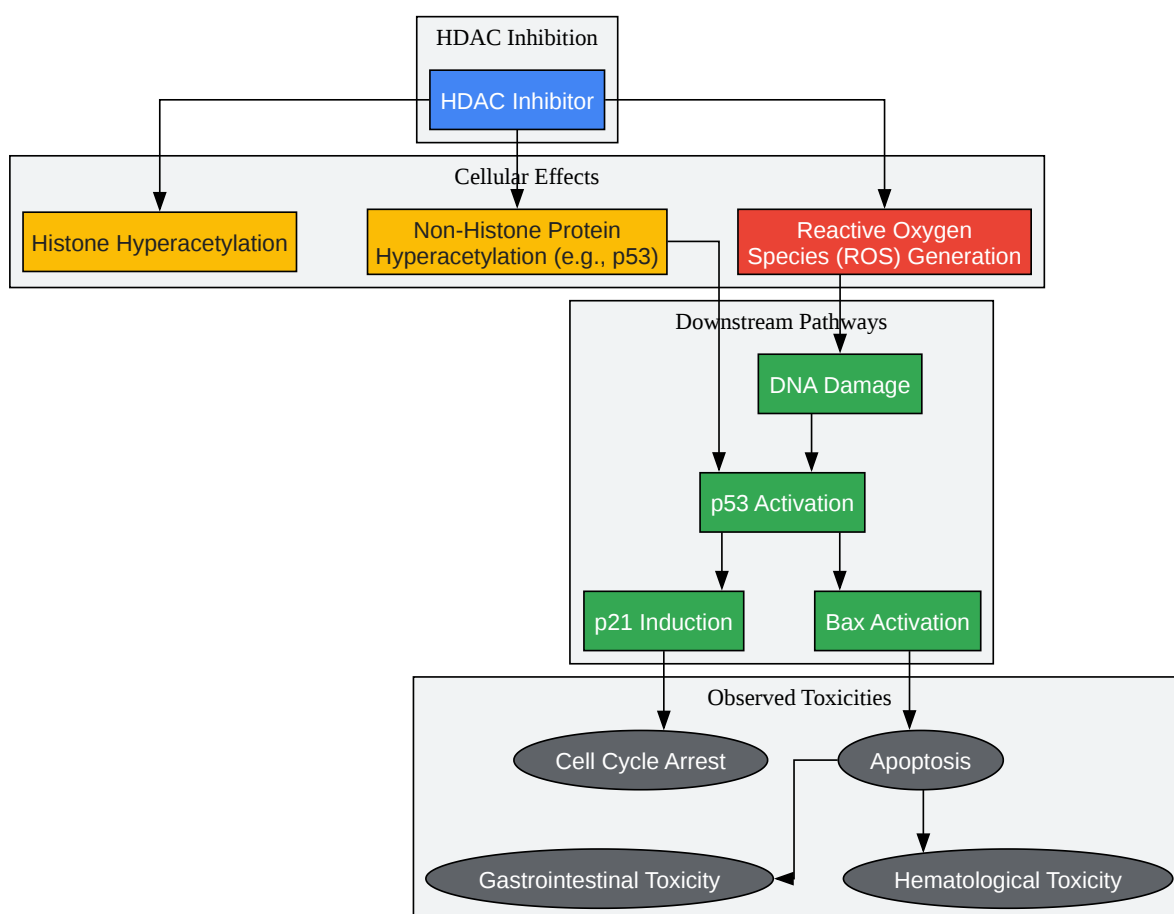 HDAC Inhibition
HDAC Inhibitor
Cellular Effects
Histone Hyperacetylation
Non-Histone Protein
Hyperacetylation (e.g., p53)
Reactive Oxygen
Species (ROS) Generation
Downstream Pathways
DNA Damage
p53 Activation
p21 Induction
Bax Activation
Observed Toxicities
Cell Cycle Arrest
Apoptosis
Gastrointestinal Toxicity
Hematological Toxicity